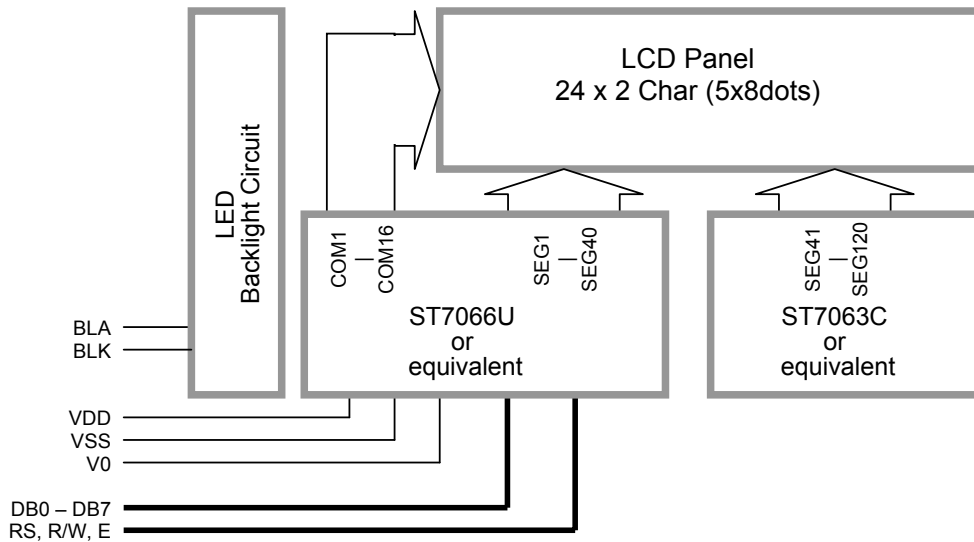 LCD Panel
24 x 2 Char (5x8dots)
LED
Backlight Circuit
COM1
COM16
SEG1
SEG40
SEG41
SEG120
ST7066U
or
equivalent
ST7063C
or
equivalent
BLA
BLK
VDD
VSS
V0
DB0 – DB7
RS, R/W, E